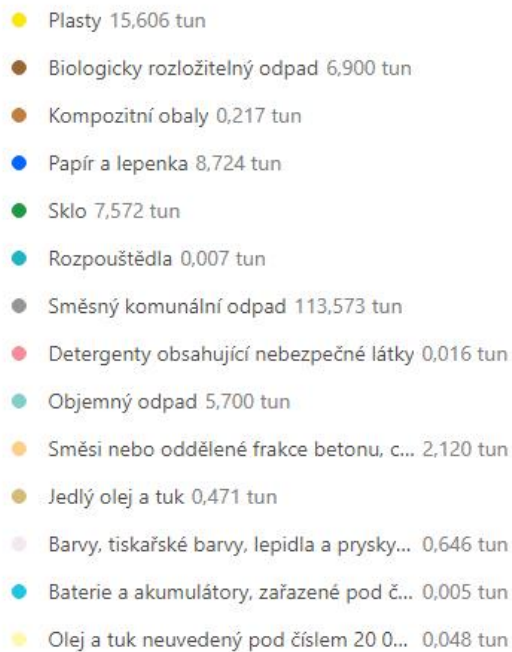 Plasty 15,606 tun
Biologicky rozložitelný odpad 6,900 tun
Kompozitní obaly 0,217 tun
Papír a lepenka 8,724 tun
Sklo 7,572 tun
Rozpouštědla 0,007 tun
Směsný komunální odpad 113,573 tun
Detergenty obsahující nebezpečné látky 0,016 tun
Objemný odpad 5,700 tun
Směsi nebo oddělené frakce betonu, c... 2,120 tun
Jedlý olej a tuk 0,471 tun
Barvy, tiskařské barvy, lepidla a prysky... 0,646 tun
Baterie a akumulátory, zařazené pod č... 0,005 tun
Olej a tuk neuvedený pod číslem 20 0... 0,048 tun